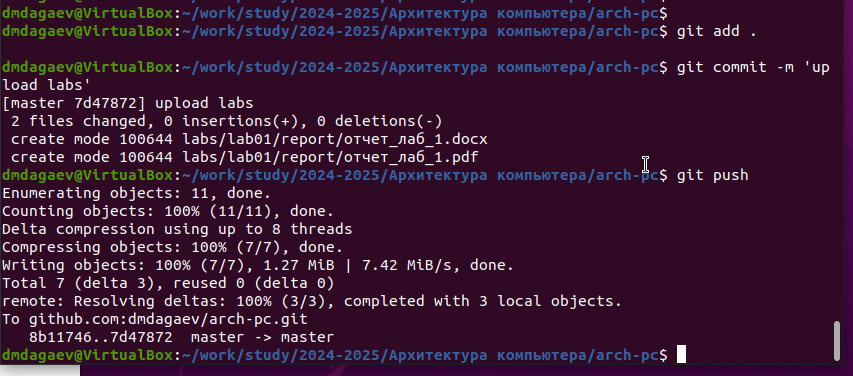 dmdagaev@VirtualBox:~/work/study/2024-2025/Архитектура компьютера/arch-pc$
dmdagaev@VirtualBox:~/work/study/2024-2025/Архитектура компьютера/arch-pc$ git add .
dmdagaev@VirtualBox:~/work/study/2024-2025/Архитектура компьютера/arch-pc$ git commit -m 'up
load labs'
[master 7d47872] upload labs
 2 files changed, 0 insertions(+), 0 deletions(-)
 create mode 100644 labs/lab01/report/отчет_лаб_1.docx
 create mode 100644 labs/lab01/report/отчет_лаб_1.pdf
dmdagaev@VirtualBox:~/work/study/2024-2025/Архитектура компьютера/arch-pc$ git push
Enumerating objects: 11, done.
Counting objects: 100% (11/11), done.
Delta compression using up to 8 threads
Compressing objects: 100% (7/7), done.
Writing objects: 100% (7/7), 1.27 MiB | 7.42 MiB/s, done.
Total 7 (delta 3), reused 0 (delta 0)
remote: Resolving deltas: 100% (3/3), completed with 3 local objects.
To github.com:dmdagaev/arch-pc.git
   8b11746..7d47872  master -> master
dmdagaev@VirtualBox:~/work/study/2024-2025/Архитектура компьютера/arch-pc$